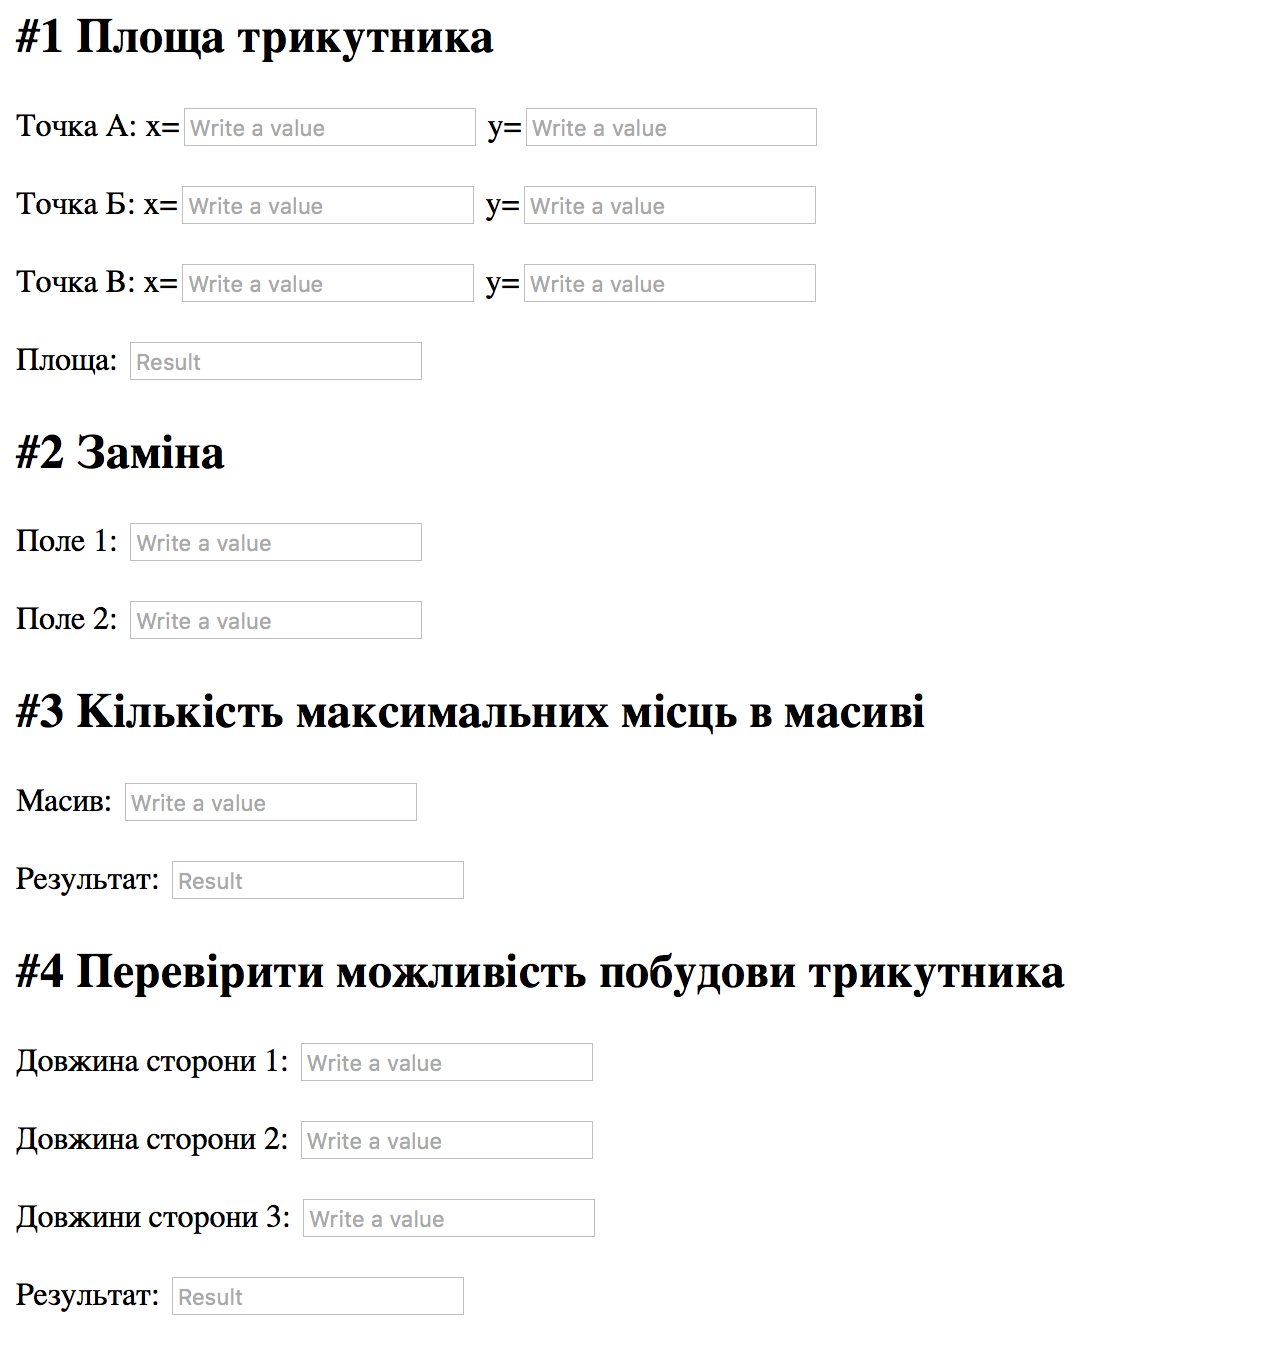 #1 Площа трикутника
Точка А: x= Write a value y= Write a value
Точка Б: x= Write a value y= Write a value
Точка В: x= Write a value y= Write a value
Площа: Result
#2 Заміна
Поле 1: Write a value
Поле 2: Write a value
#3 Кількість максимальних місць в масиві
Масив: Write a value
Результат: Result
#4 Перевірити можливість побудови трикутника
Довжина сторони 1: Write a value
Довжина сторони 2: Write a value
Довжини сторони 3: Write a value
Результат: Result